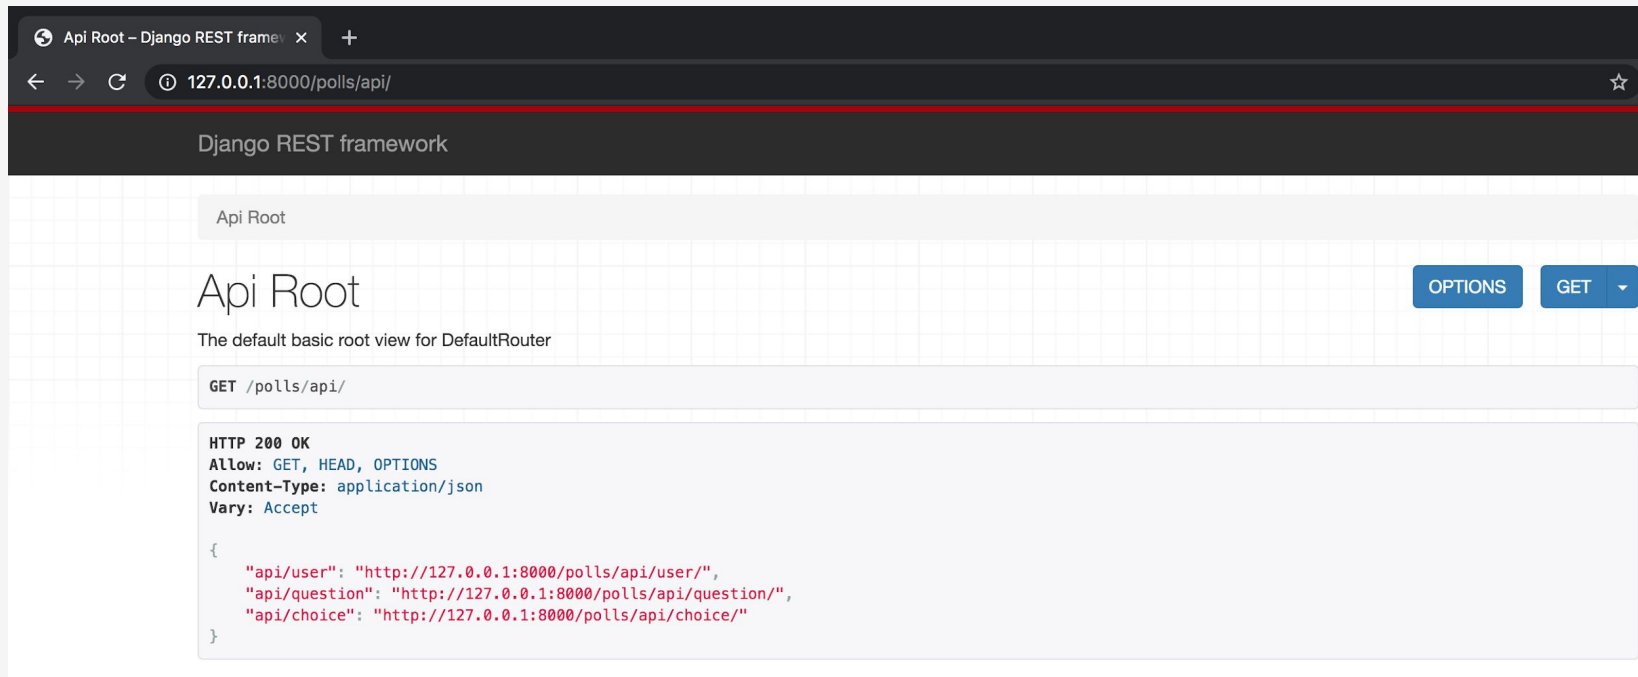 Api Root – Django REST framew
127.0.0.1:8000/polls/api/
Django REST framework
Api Root
Api Root
OPTIONS
GET
The default basic root view for DefaultRouter
GET /polls/api/
HTTP 200 OK
Allow: GET, HEAD, OPTIONS
Content-Type: application/json
Vary: Accept
{
    "api/user": "http://127.0.0.1:8000/polls/api/user/",
    "api/question": "http://127.0.0.1:8000/polls/api/question/",
    "api/choice": "http://127.0.0.1:8000/polls/api/choice/"
}